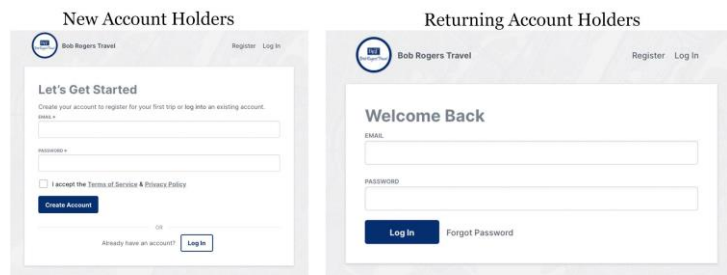 New Account Holders
Bob Rogers Travel
Register Log In
Let's Get Started
Create your account to register for your first trip or log into an existing account.
EMAIL *
PASSWORD *
I accept the Terms of Service & Privacy Policy
Create Account
OR
Already have an account? Log In
Returning Account Holders
Bob Rogers Travel
Register Log In
Welcome Back
EMAIL
PASSWORD
Log In Forgot Password